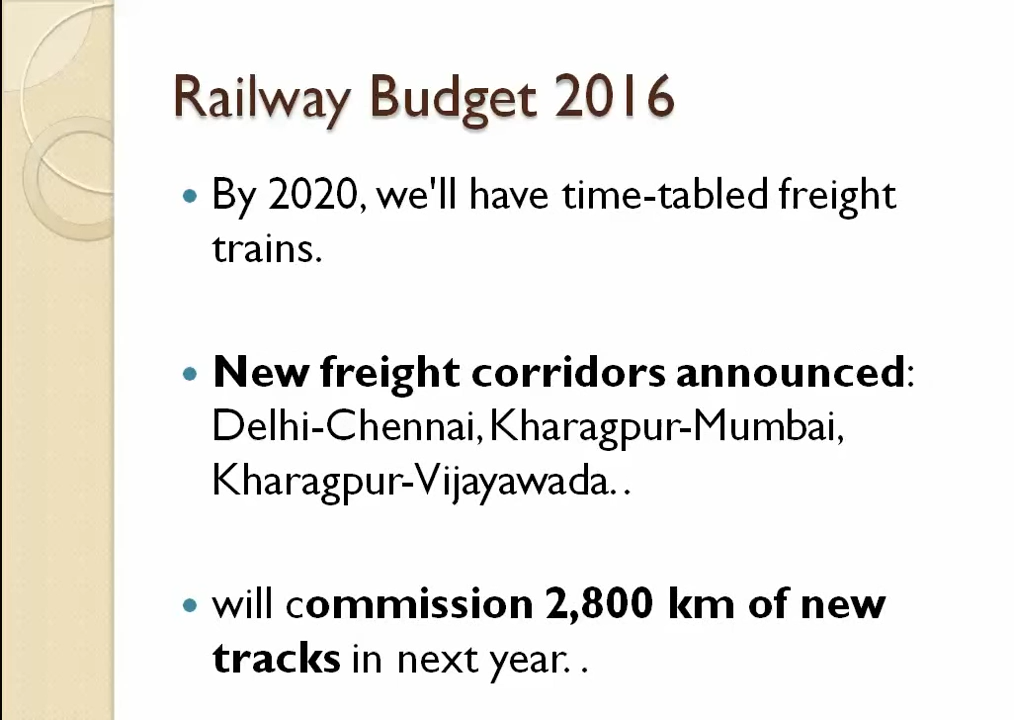 Railway Budget 2016
By 2020, we'll have time-tabled freight
trains.
New freight corridors announced:
Delhi-Chennai, Kharagpur-Mumbai,
Kharagpur-Vijayawada. .
will commission 2,800 km of new
tracks in next year. .